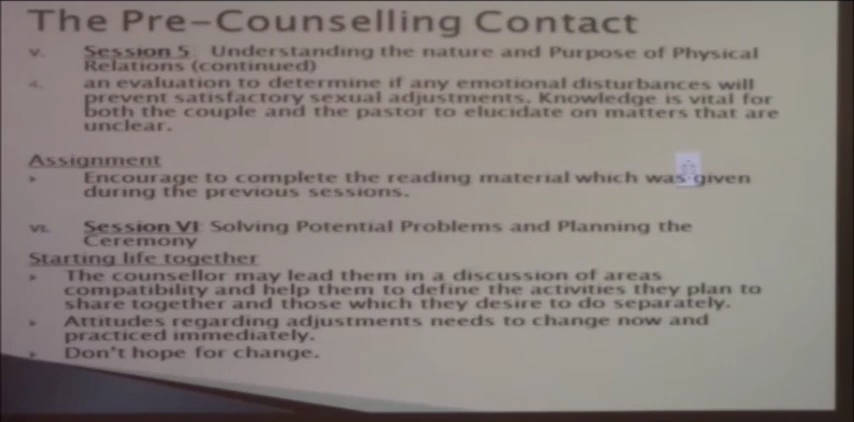 The Pre-Counselling Contact
v. Session 5 Understanding the nature and Purpose of Physical
Relations (continued)
an evaluation to determine if any emotional disturbances will
prevent satisfactory sexual adjustments. Knowledge is vital for
both the couple and the pastor to elucidate on matters that are
unclear.
Assignment
Encourage to complete the reading material which was given
during the previous sessions.
VI. Session VI: Solving Potential Problems and Planning the
Ceremony
Starting life together
The counsellor may lead them in a discussion of areas
compatibility and help them to define the activities they plan to
share together and those which they desire to do separately.
Attitudes regarding adjustments needs to change now and
practiced immediately.
Don't hope for change.